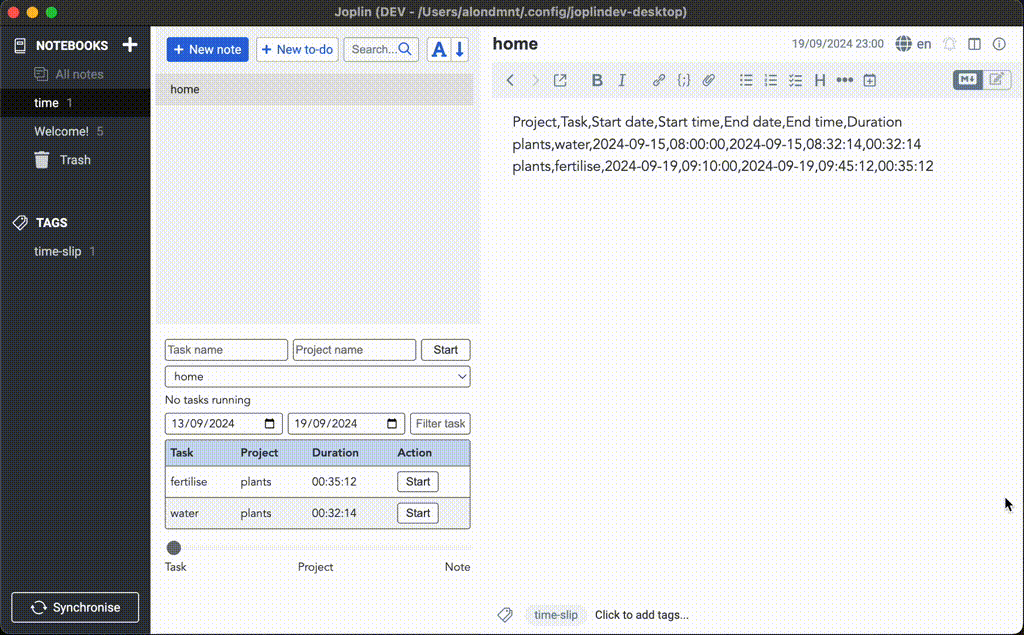 Joplin (DEV - /Users/alondmnt/.config/joplindev-desktop)
NOTEBOOKS
All notes
time 1
Welcome! 5
Trash
TAGS
time-slip 1
Synchronise
+ New note
+ New to-do
Search...
A
home
Task name
Project name
Start
home
No tasks running
13/09/2024
19/09/2024
Filter task
Task Project Duration Action
fertilise plants 00:35:12 Start
water plants 00:32:14 Start
Task Project Note
home
19/09/2024 23:00
en
B I H
M
Project,Task,Start date,Start time,End date,End time,Duration
plants,water,2024-09-15,08:00:00,2024-09-15,08:32:14,00:32:14
plants,fertilise,2024-09-19,09:10:00,2024-09-19,09:45:12,00:35:12
time-slip
Click to add tags...